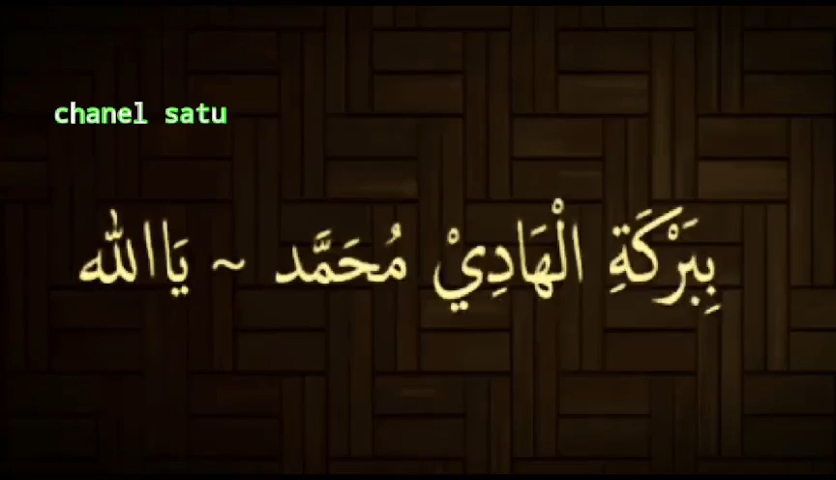 chanel satu
بِبَرْكَةِ الْهَادِيْ مُحَمَّد ~ يَاالله